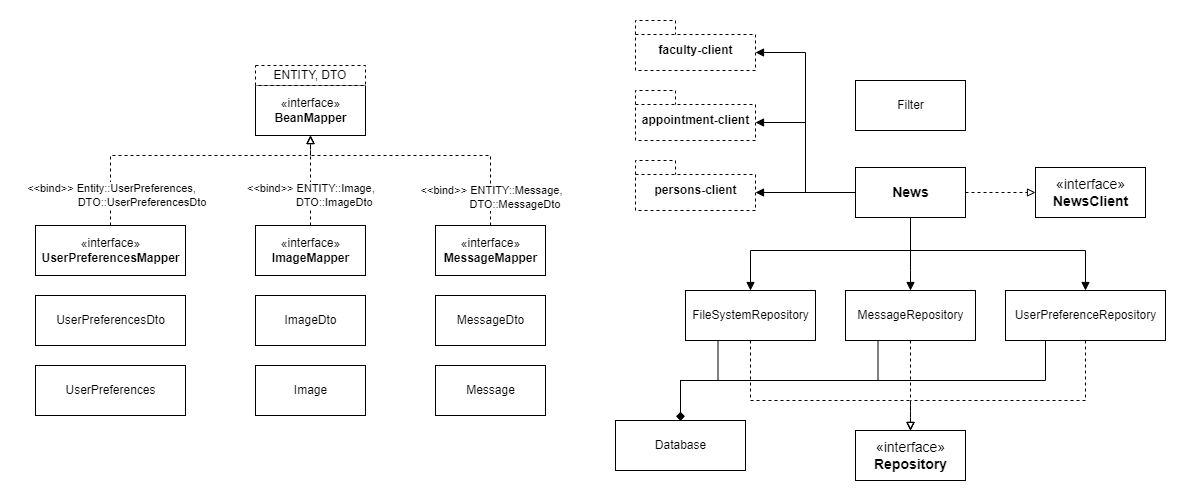 ENTITY, DTO
«interface»
BeanMapper
<<bind>> Entity::UserPreferences,
DTO::UserPreferencesDto
<<bind>> ENTITY::Image,
DTO::ImageDto
<<bind>> ENTITY::Message,
DTO::MessageDto
«interface»
UserPreferencesMapper
«interface»
ImageMapper
«interface»
MessageMapper
UserPreferencesDto
ImageDto
MessageDto
UserPreferences
Image
Message
faculty-client
appointment-client
persons-client
Filter
News
«interface»
NewsClient
FileSystemRepository
MessageRepository
UserPreferenceRepository
Database
«interface»
Repository